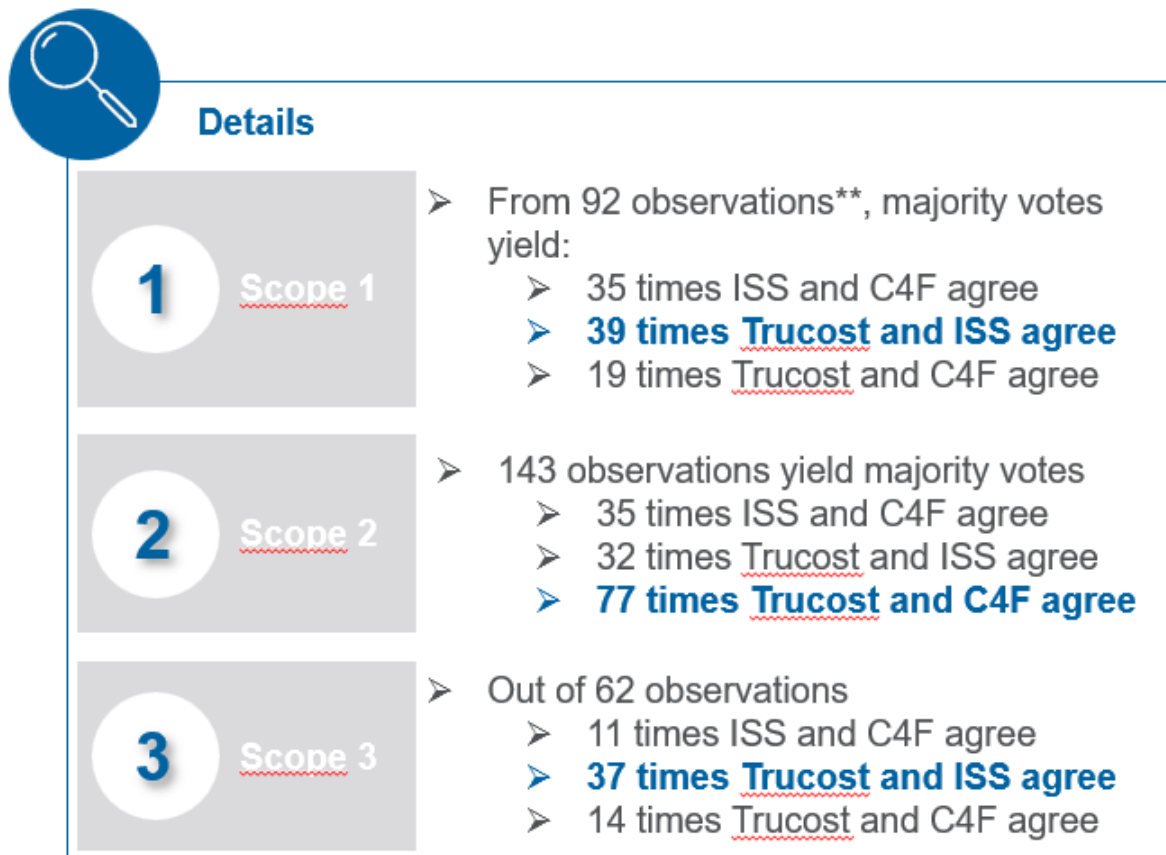 Details
1
Scope 1
➢ From 92 observations**, majority votes
yield:
➢ 35 times ISS and C4F agree
➢ 39 times Trucost and ISS agree
➢ 19 times Trucost and C4F agree
2
Scope 2
➢ 143 observations yield majority votes
➢ 35 times ISS and C4F agree
➢ 32 times Trucost and ISS agree
➢ 77 times Trucost and C4F agree
3
Scope 3
➢ Out of 62 observations
➢ 11 times ISS and C4F agree
➢ 37 times Trucost and ISS agree
➢ 14 times Trucost and C4F agree